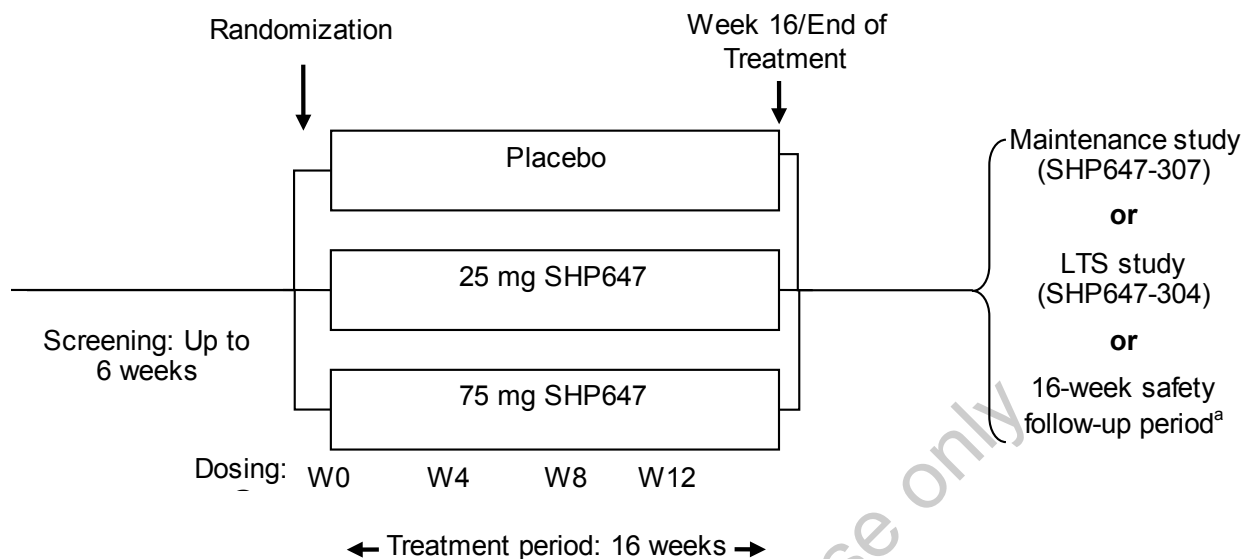 Randomization
Week 16/End of
Treatment
Placebo
25 mg SHP647
75 mg SHP647
Screening: Up to
6 weeks
Maintenance study
(SHP647-307)
or
LTS study
(SHP647-304)
or
16-week safety
follow-up periodᵃ
Dosing:
W0 W4 W8 W12
Treatment period: 16 weeks
only